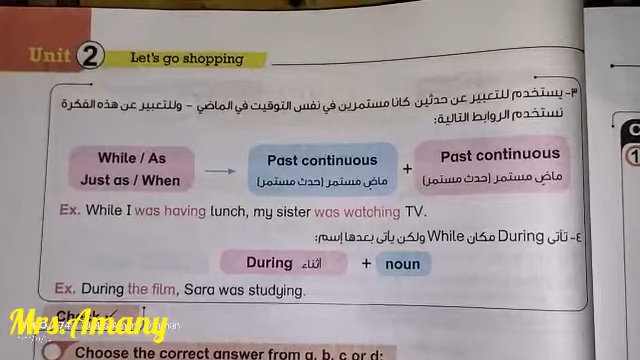 Unit 2 Let's go shopping
٣- يستخدم للتعبير عن حدثين كانا مستمرين في نفس التوقيت في الماضي - وللتعبير عن هذه الفكرة
نستخدم الروابط التالية:
While / As
Just as / When
Past continuous
ماضٍ مستمر (حدث مستمر)
+
Past continuous
ماضٍ مستمر (حدث مستمر)
Ex. While I was having lunch, my sister was watching TV.
٤- تأتى During مكان While ولكن يأتى بعدها إسم:
During أثناء + noun
Ex. During the film, Sara was studying.
Check
Mrs.Amany
Choose the correct answer from a, b, c or d: